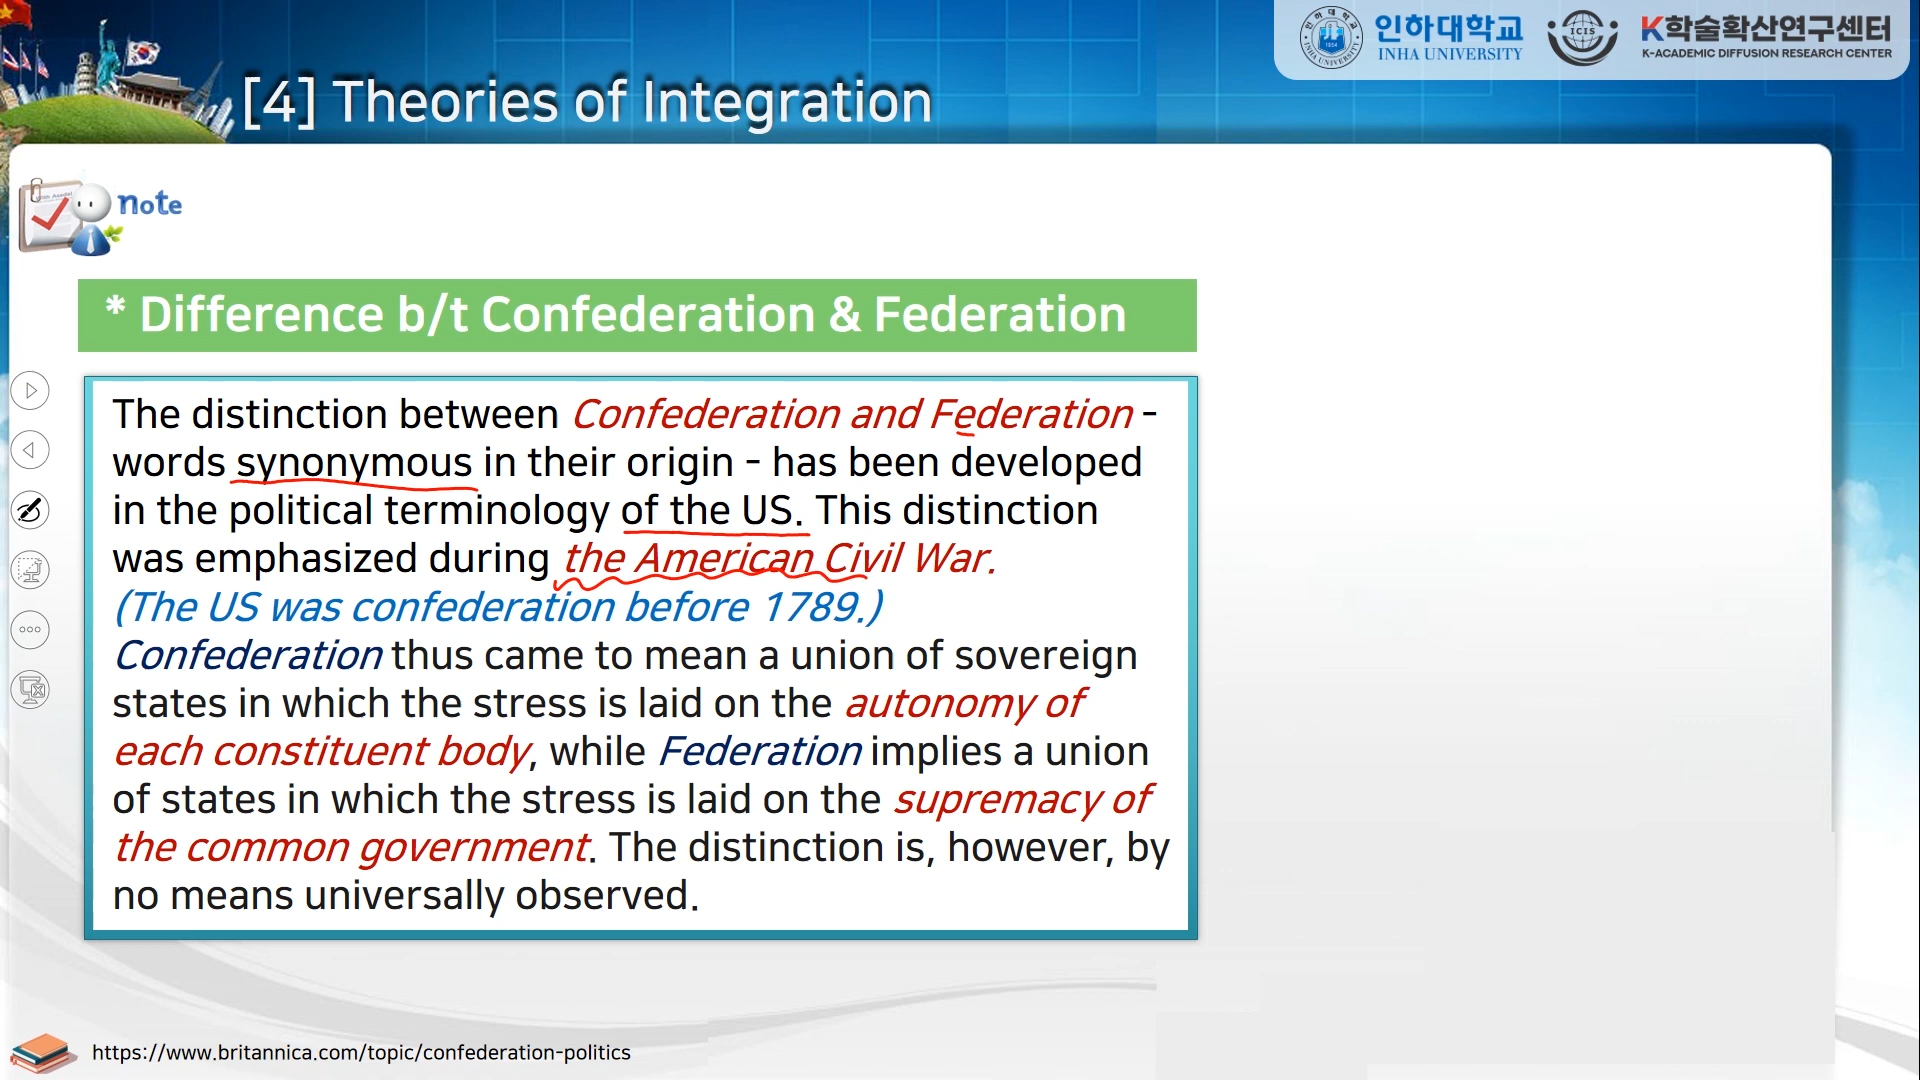 인하대학교
INHA UNIVERSITY
ICIS
K학술확산연구센터
K-ACADEMIC DIFFUSION RESEARCH CENTER
[4] Theories of Integration
note
* Difference b/t Confederation & Federation
The distinction between Confederation and Federation -
words synonymous in their origin - has been developed
in the political terminology of the US. This distinction
was emphasized during the American Civil War.
(The US was confederation before 1789.)
Confederation thus came to mean a union of sovereign
states in which the stress is laid on the autonomy of
each constituent body, while Federation implies a union
of states in which the stress is laid on the supremacy of
the common government. The distinction is, however, by
no means universally observed.
https://www.britannica.com/topic/confederation-politics